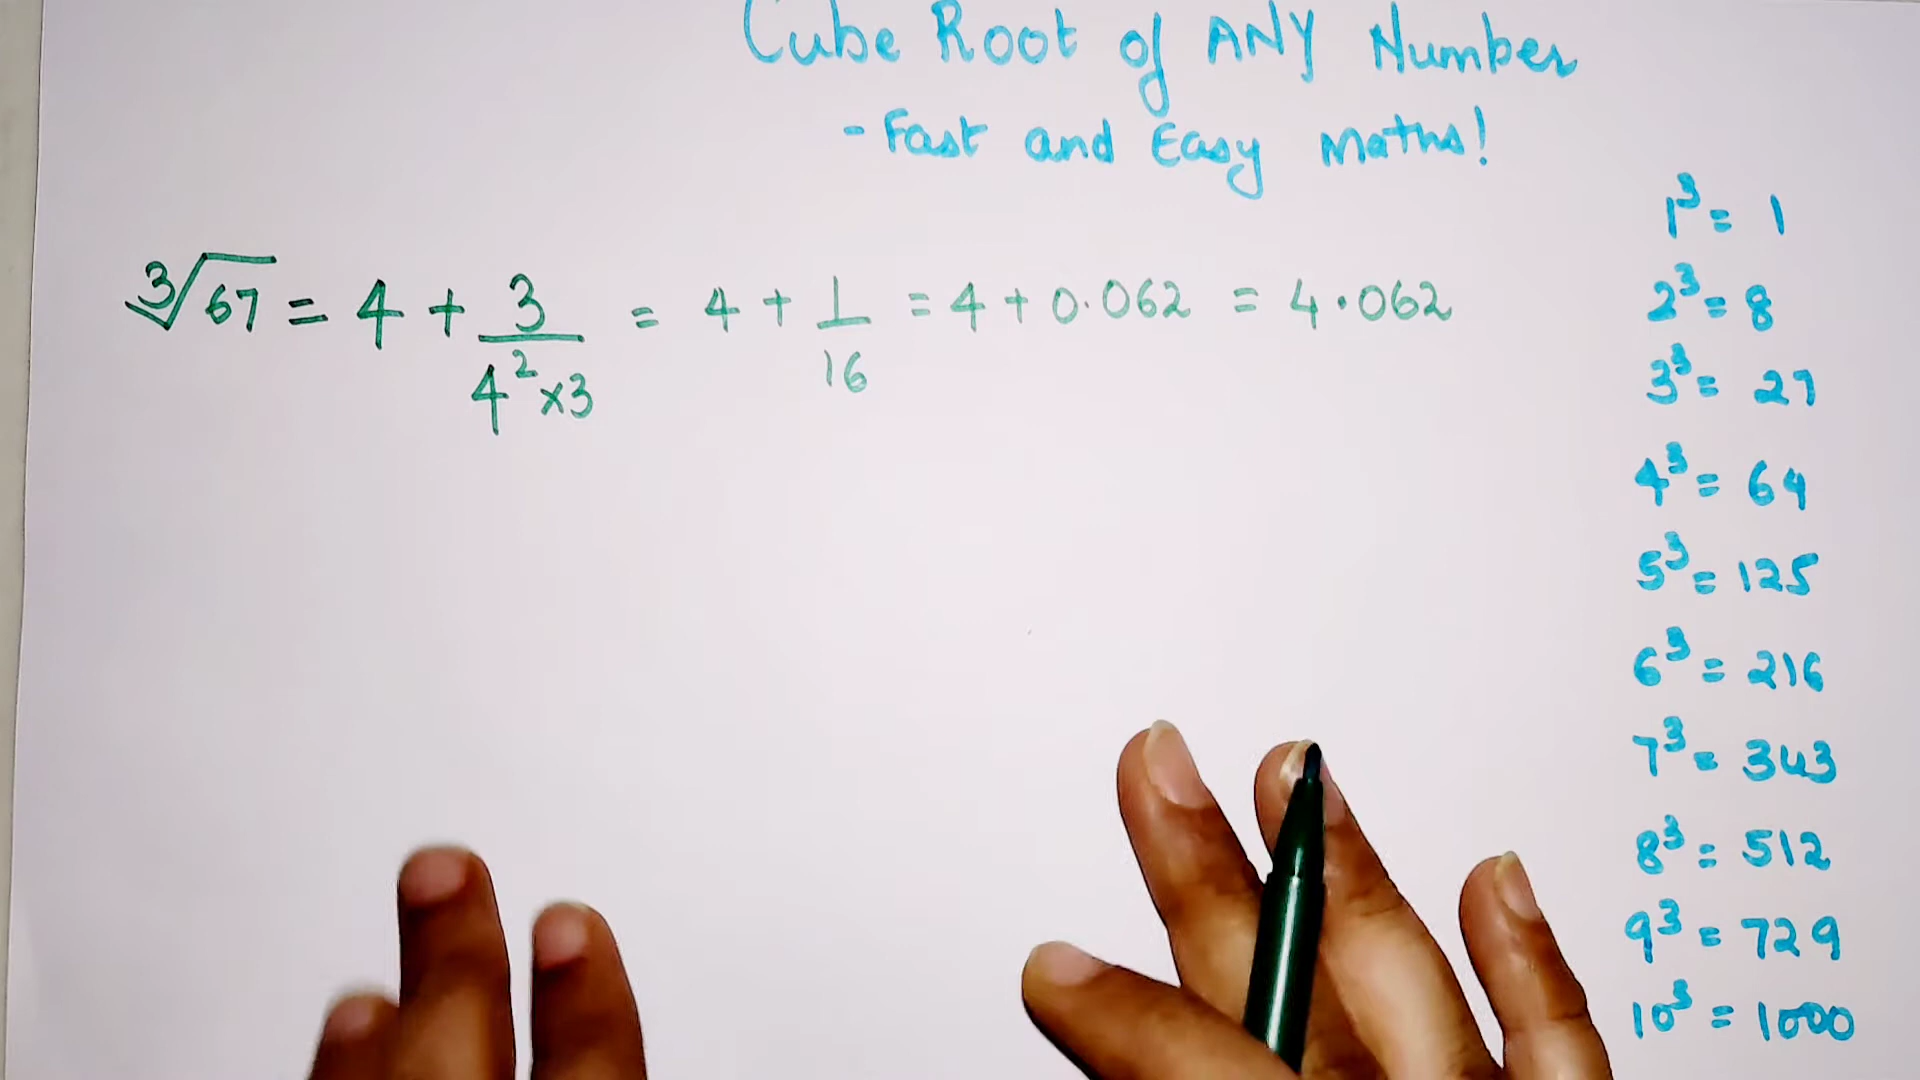 Cube Root of ANY Number
- Fast and Easy Maths!
∛67 = 4 + 3/(4²×3) = 4 + 1/16 = 4 + 0.062 = 4.062
1³ = 1
2³ = 8
3³ = 27
4³ = 64
5³ = 125
6³ = 216
7³ = 343
8³ = 512
9³ = 729
10³ = 1000